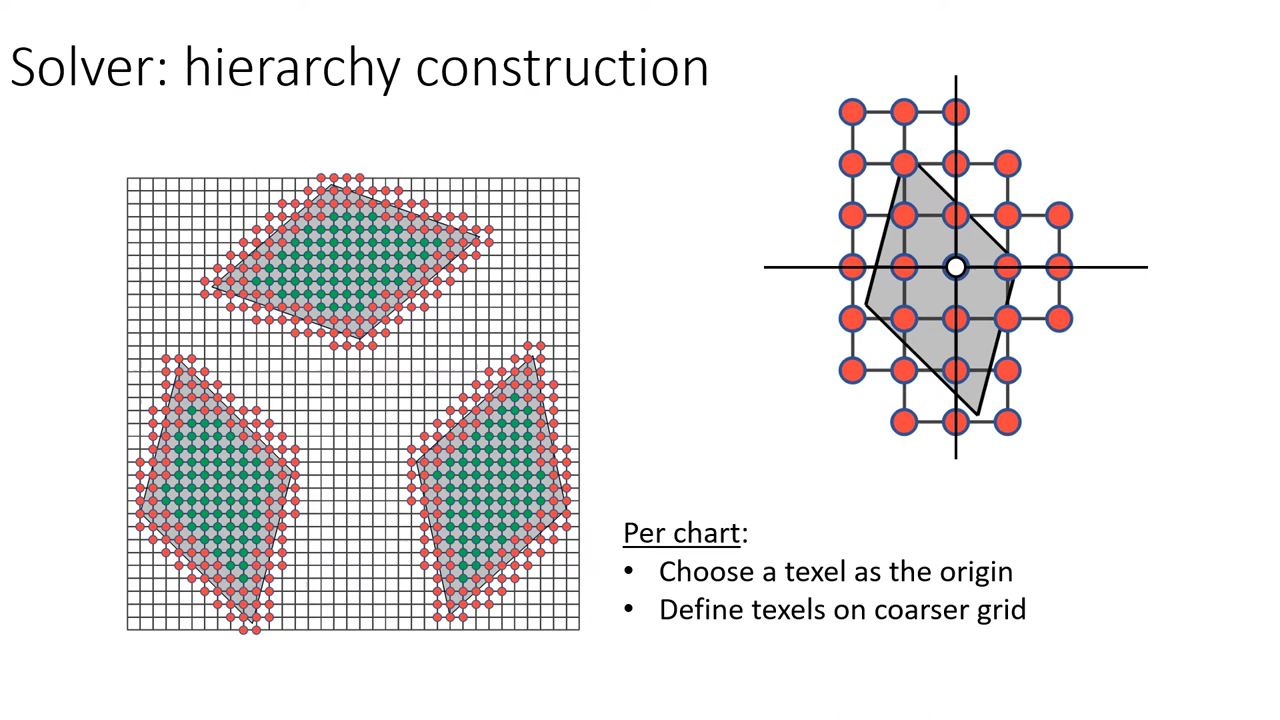 Solver: hierarchy construction
Per chart:
• Choose a texel as the origin
• Define texels on coarser grid